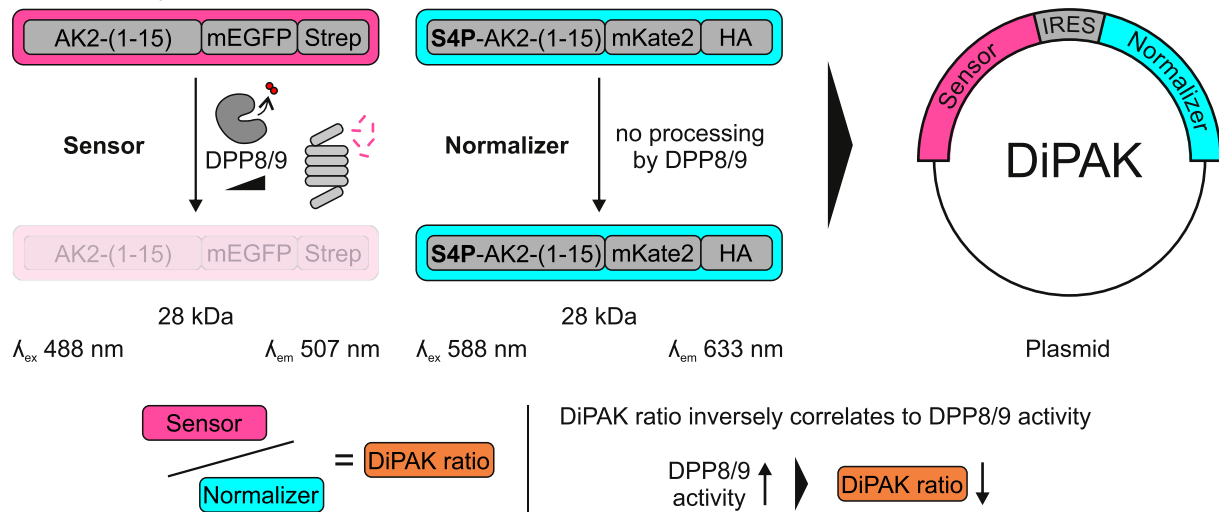 AK2-(1-15) mEGFP Strep
S4P-AK2-(1-15) mKate2 HA
Sensor
DPP8/9
Normalizer
no processing
by DPP8/9
AK2-(1-15) mEGFP Strep
S4P-AK2-(1-15) mKate2 HA
28 kDa
λex 488 nm
λem 507 nm
28 kDa
λex 588 nm
λem 633 nm
Sensor
IRES
Normalizer
DiPAK
Plasmid
Sensor
Normalizer
= DiPAK ratio
DiPAK ratio inversely correlates to DPP8/9 activity
DPP8/9
activity
DiPAK ratio